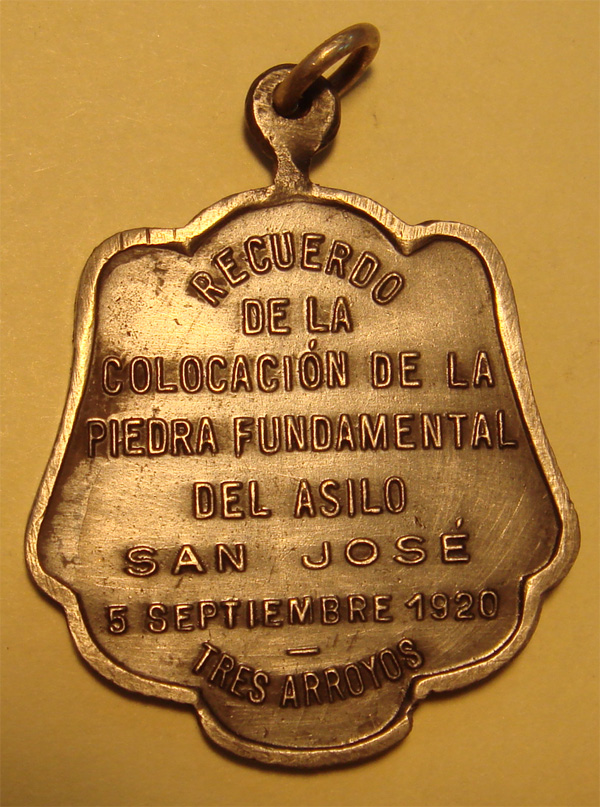 RECUERDO
DE LA
COLOCACIÓN DE LA
PIEDRA FUNDAMENTAL
DEL ASILO
SAN JOSÉ
5 SEPTIEMBRE 1920
—
TRES ARROYOS